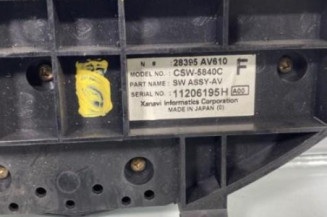 N # : 28395 AV610
MODEL NO. : CSW-5840C F
PART NAME : SW ASSY-AV
SERIAL NO. : 11206195H A00
Xanavi Informatics Corporation
MADE IN JAPAN (2)